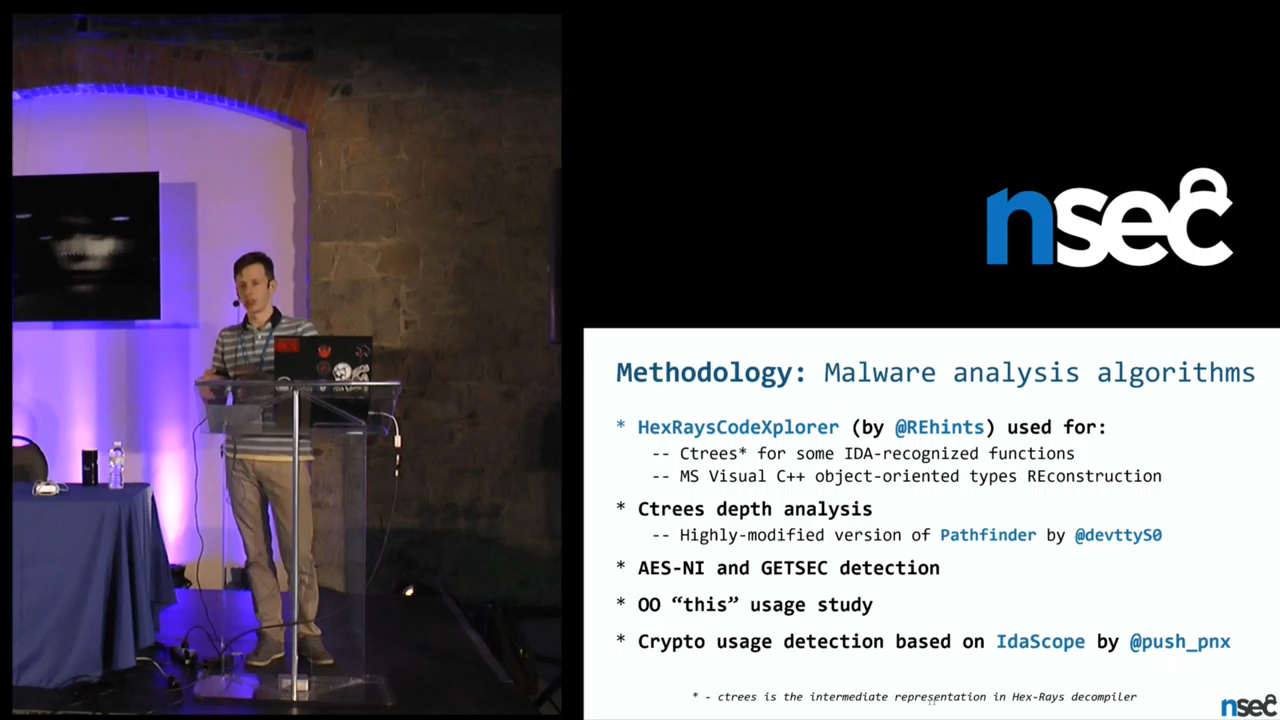 nsec
Methodology: Malware analysis algorithms
* HexRaysCodeXplorer (by @REhints) used for:
-- Ctrees* for some IDA-recognized functions
-- MS Visual C++ object-oriented types REconstruction
* Ctrees depth analysis
-- Highly-modified version of Pathfinder by @devttyS0
* AES-NI and GETSEC detection
* OO “this” usage study
* Crypto usage detection based on IdaScope by @push_pnx
* - ctrees is the intermediate representation in Hex-Rays decompiler
11
nsec